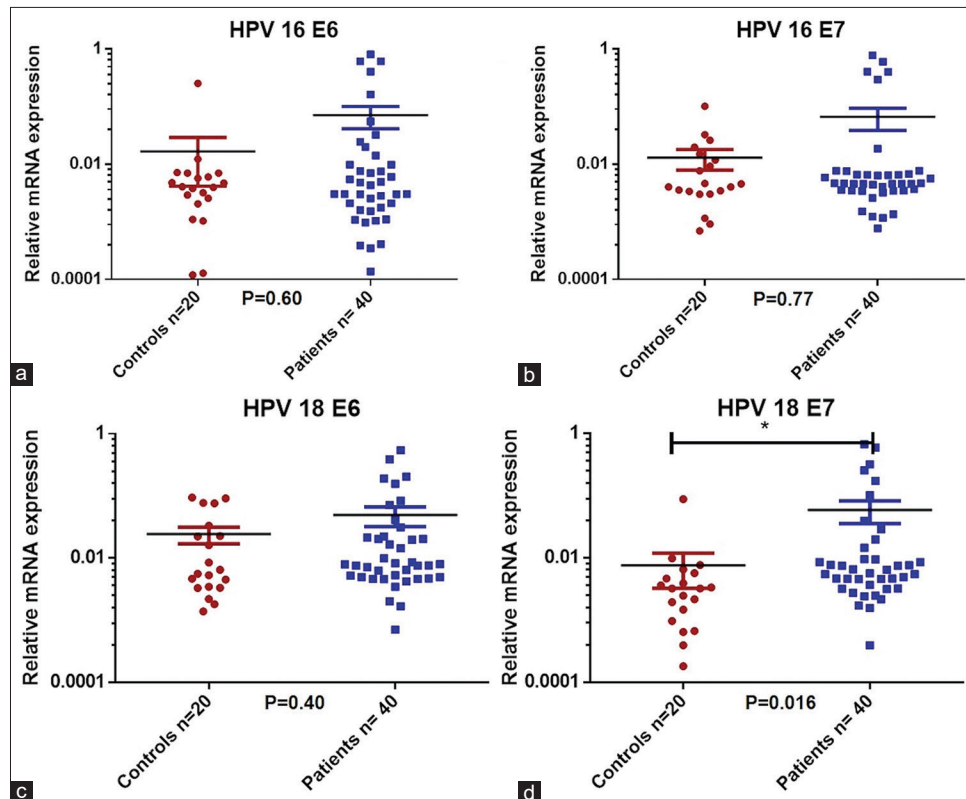 HPV 16 E6
Relative mRNA expression
1
0.01
0.0001
Controls n=20
P=0.60
Patients n= 40
a
HPV 16 E7
Relative mRNA expression
1
0.01
0.0001
Controls n=20
P=0.77
Patients n= 40
b
HPV 18 E6
Relative mRNA expression
1
0.01
0.0001
Controls n=20
P=0.40
Patients n= 40
c
HPV 18 E7
*
Relative mRNA expression
1
0.01
0.0001
Controls n=20
P=0.016
Patients n= 40
d